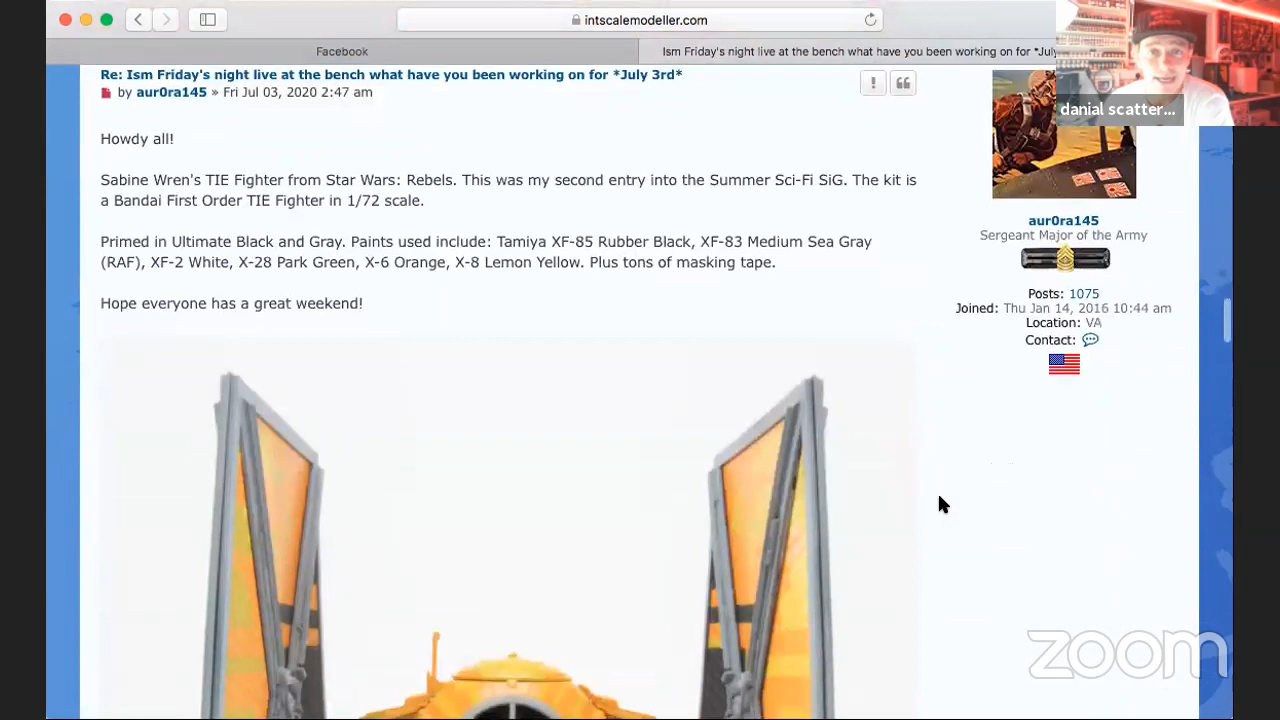 intscalemodeller.com
Facebook
Ism Friday's night live at the bench what have you been working on for *July
danial scatter...
Re: Ism Friday's night live at the bench what have you been working on for *July 3rd*
by aur0ra145 » Fri Jul 03, 2020 2:47 am
Howdy all!
Sabine Wren's TIE Fighter from Star Wars: Rebels. This was my second entry into the Summer Sci-Fi SiG. The kit is
a Bandai First Order TIE Fighter in 1/72 scale.
Primed in Ultimate Black and Gray. Paints used include: Tamiya XF-85 Rubber Black, XF-83 Medium Sea Gray
(RAF), XF-2 White, X-28 Park Green, X-6 Orange, X-8 Lemon Yellow. Plus tons of masking tape.
Hope everyone has a great weekend!
aur0ra145
Sergeant Major of the Army
Posts: 1075
Joined: Thu Jan 14, 2016 10:44 am
Location: VA
Contact:
zoom